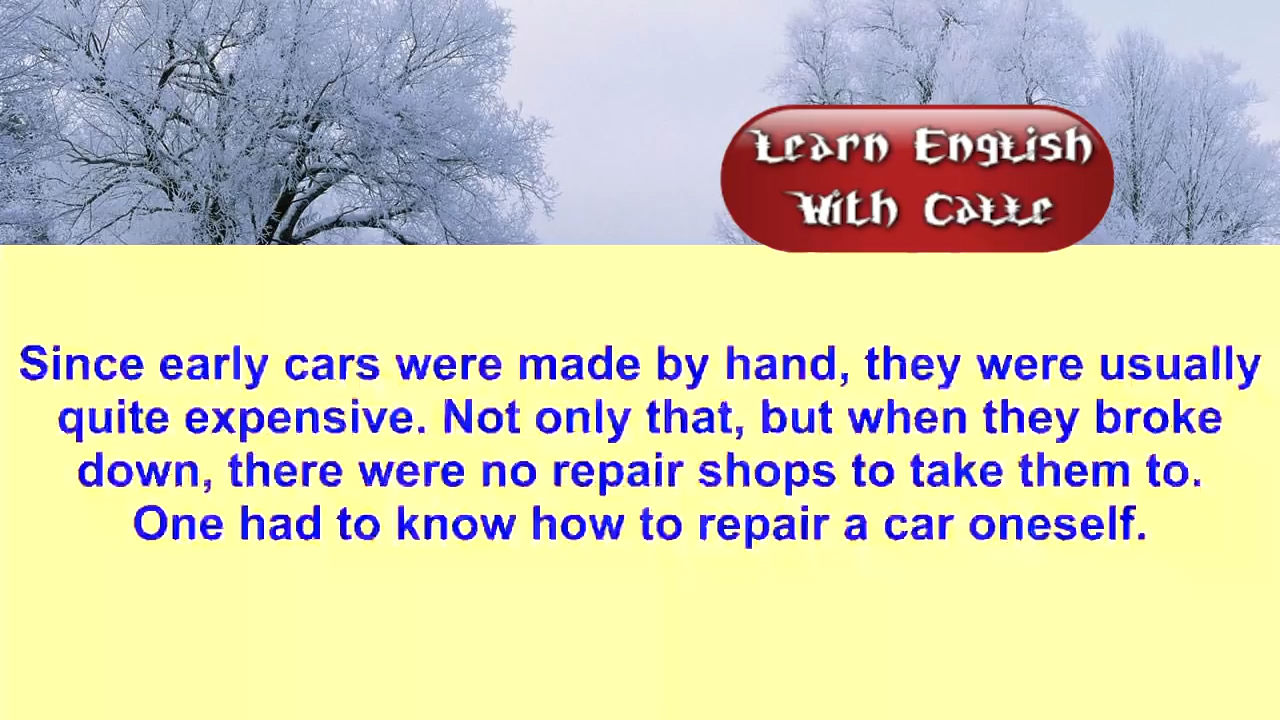 Learn English
With Calle
Since early cars were made by hand, they were usually
quite expensive. Not only that, but when they broke
down, there were no repair shops to take them to.
One had to know how to repair a car oneself.